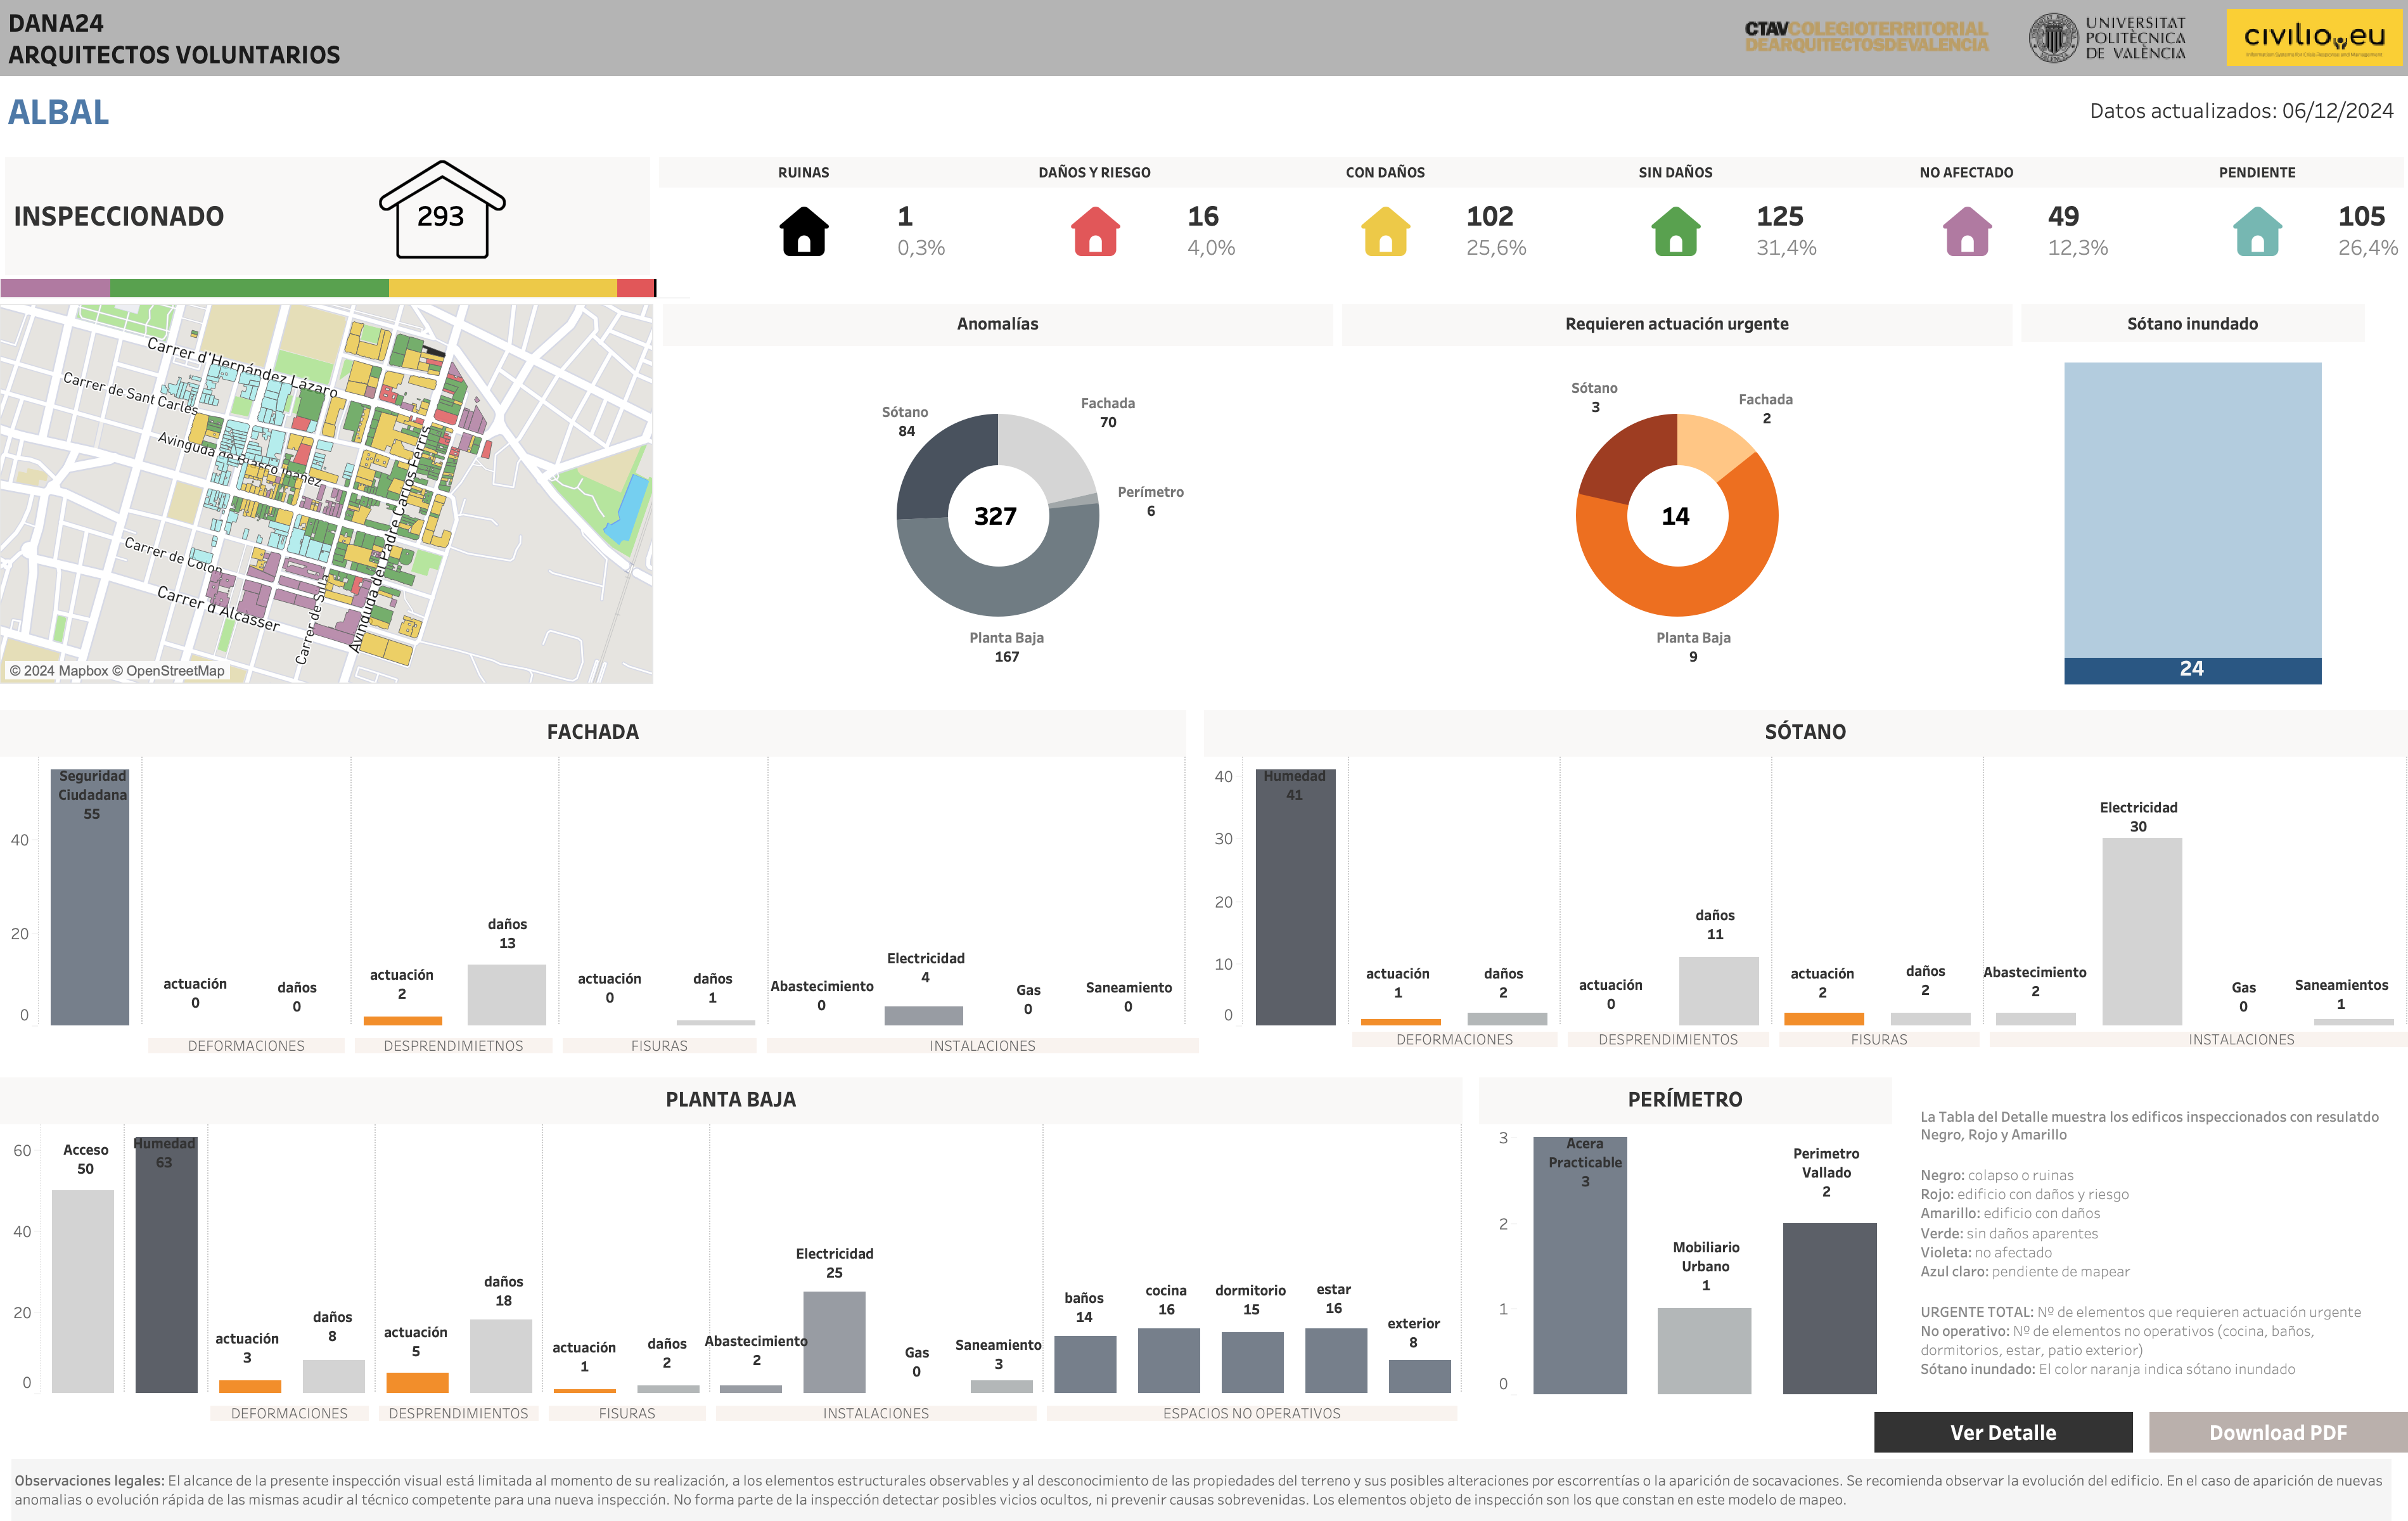 DANA24
ARQUITECTOS VOLUNTARIOS
CTAVCOLEGIOTERRITORIAL
DEARQUITECTOSDEVALENCIA
UNIVERSITAT
POLITÈCNICA
DE VALÈNCIA
civilio.eu
Information Systems for Crisis Response and Management
ALBAL
Datos actualizados: 06/12/2024
INSPECCIONADO
293
RUINAS
1
0,3%
DAÑOS Y RIESGO
16
4,0%
CON DAÑOS
102
25,6%
SIN DAÑOS
125
31,4%
NO AFECTADO
49
12,3%
PENDIENTE
105
26,4%
Carrer d'Hernández Lázaro
Carrer de Sant Carles
Avinguda de Blasco Ibáñez
Carrer de Colon
Carrer d'Alcàsser
Carrer de Silla
Avinguda del Padre Carlos Ferris
© 2024 Mapbox © OpenStreetMap
Anomalías
Sótano
84
Fachada
70
Perímetro
6
327
Planta Baja
167
Requieren actuación urgente
Sótano
3
Fachada
2
14
Planta Baja
9
Sótano inundado
24
FACHADA
40
20
0
Seguridad
Ciudadana
55
actuación
0
daños
0
actuación
2
daños
13
actuación
0
daños
1
Abastecimiento
0
Electricidad
4
Gas
0
Saneamiento
0
DEFORMACIONES
DESPRENDIMIETNOS
FISURAS
INSTALACIONES
SÓTANO
40
30
20
10
0
Humedad
41
actuación
1
daños
2
actuación
0
daños
11
actuación
2
daños
2
Abastecimiento
2
Electricidad
30
Gas
0
Saneamientos
1
DEFORMACIONES
DESPRENDIMIENTOS
FISURAS
INSTALACIONES
PLANTA BAJA
60
40
20
0
Acceso
50
Humedad
63
actuación
3
daños
8
actuación
5
daños
18
actuación
1
daños
2
Abastecimiento
2
Electricidad
25
Gas
0
Saneamiento
3
baños
14
cocina
16
dormitorio
15
estar
16
exterior
8
DEFORMACIONES
DESPRENDIMIENTOS
FISURAS
INSTALACIONES
ESPACIOS NO OPERATIVOS
PERÍMETRO
3
2
1
0
Acera
Practicable
3
Mobiliario
Urbano
1
Perimetro
Vallado
2
La Tabla del Detalle muestra los edificos inspeccionados con resulatdo
Negro, Rojo y Amarillo
Negro: colapso o ruinas
Rojo: edificio con daños y riesgo
Amarillo: edificio con daños
Verde: sin daños aparentes
Violeta: no afectado
Azul claro: pendiente de mapear
URGENTE TOTAL: Nº de elementos que requieren actuación urgente
No operativo: Nº de elementos no operativos (cocina, baños,
dormitorios, estar, patio exterior)
Sótano inundado: El color naranja indica sótano inundado
Ver Detalle
Download PDF
Observaciones legales: El alcance de la presente inspección visual está limitada al momento de su realización, a los elementos estructurales observables y al desconocimiento de las propiedades del terreno y sus posibles alteraciones por escorrentías o la aparición de socavaciones. Se recomienda observar la evolución del edificio. En el caso de aparición de nuevas
anomalias o evolución rápida de las mismas acudir al técnico competente para una nueva inspección. No forma parte de la inspección detectar posibles vicios ocultos, ni prevenir causas sobrevenidas. Los elementos objeto de inspección son los que constan en este modelo de mapeo.